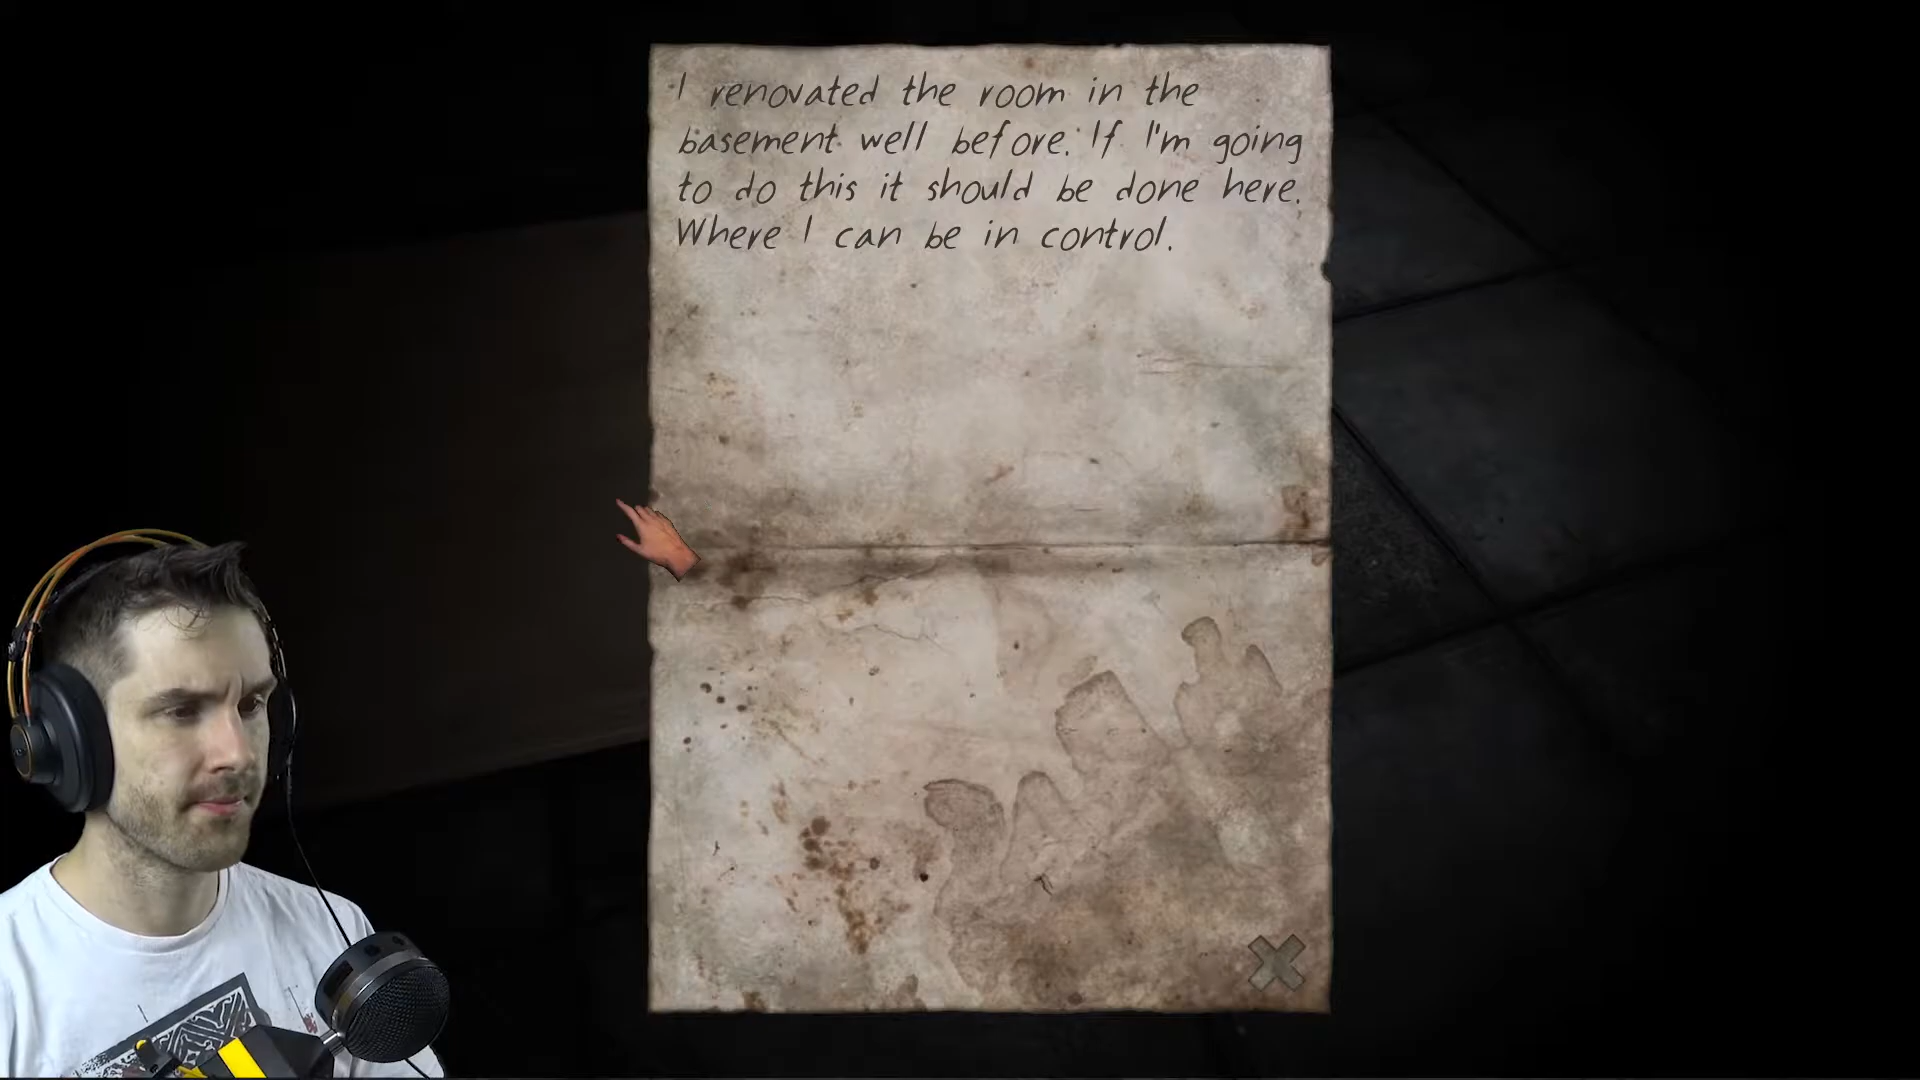 I renovated the room in the
basement well before. If I'm going
to do this it should be done here.
Where I can be in control.